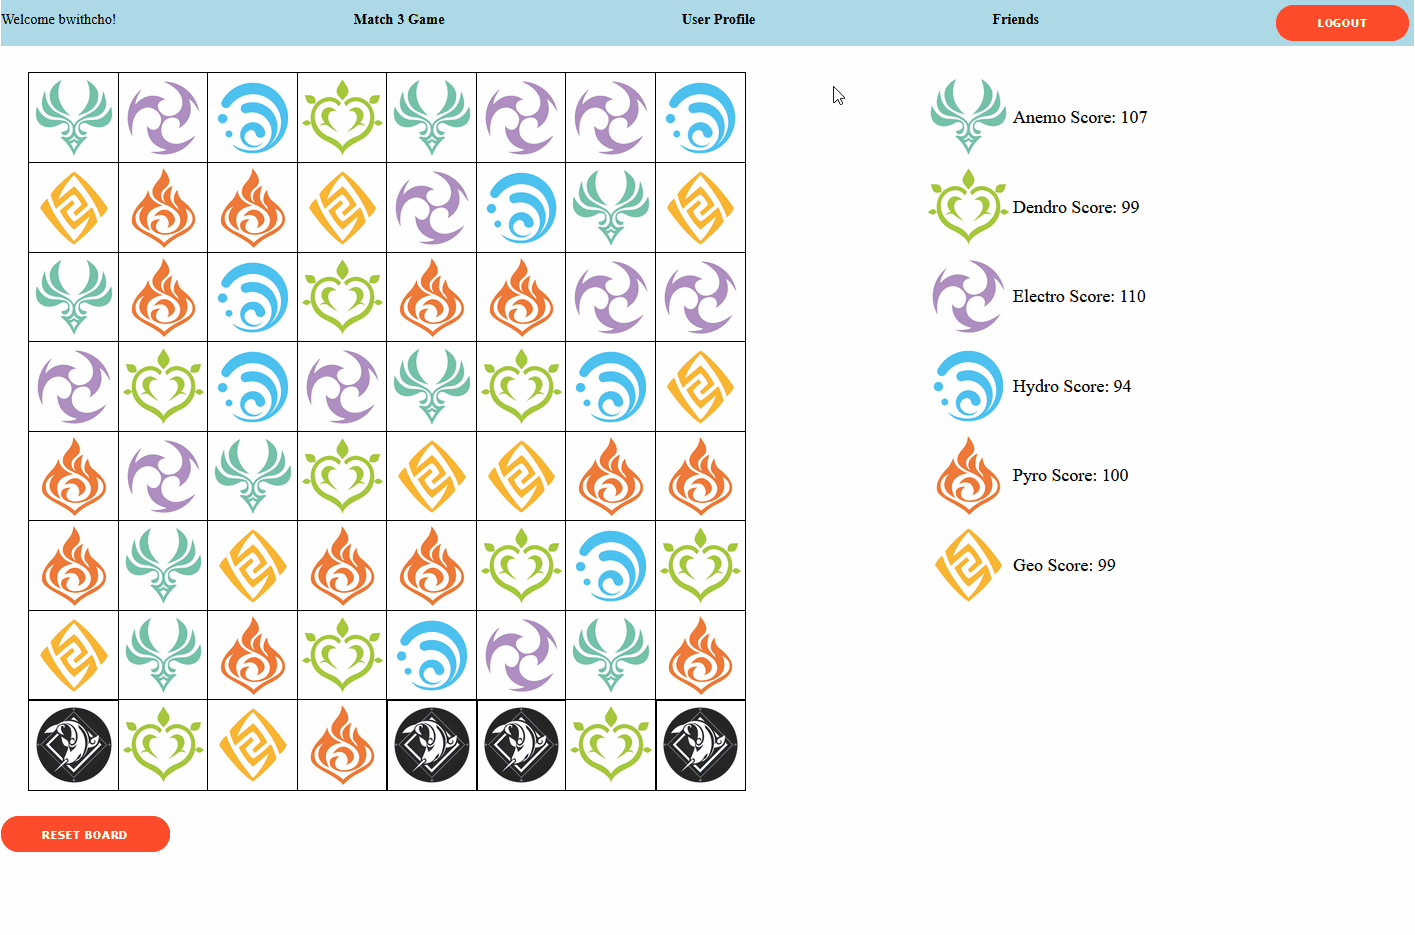 Welcome bwithcho!
Match 3 Game
User Profile
Friends
LOGOUT
Anemo Score: 107
Dendro Score: 99
Electro Score: 110
Hydro Score: 94
Pyro Score: 100
Geo Score: 99
RESET BOARD